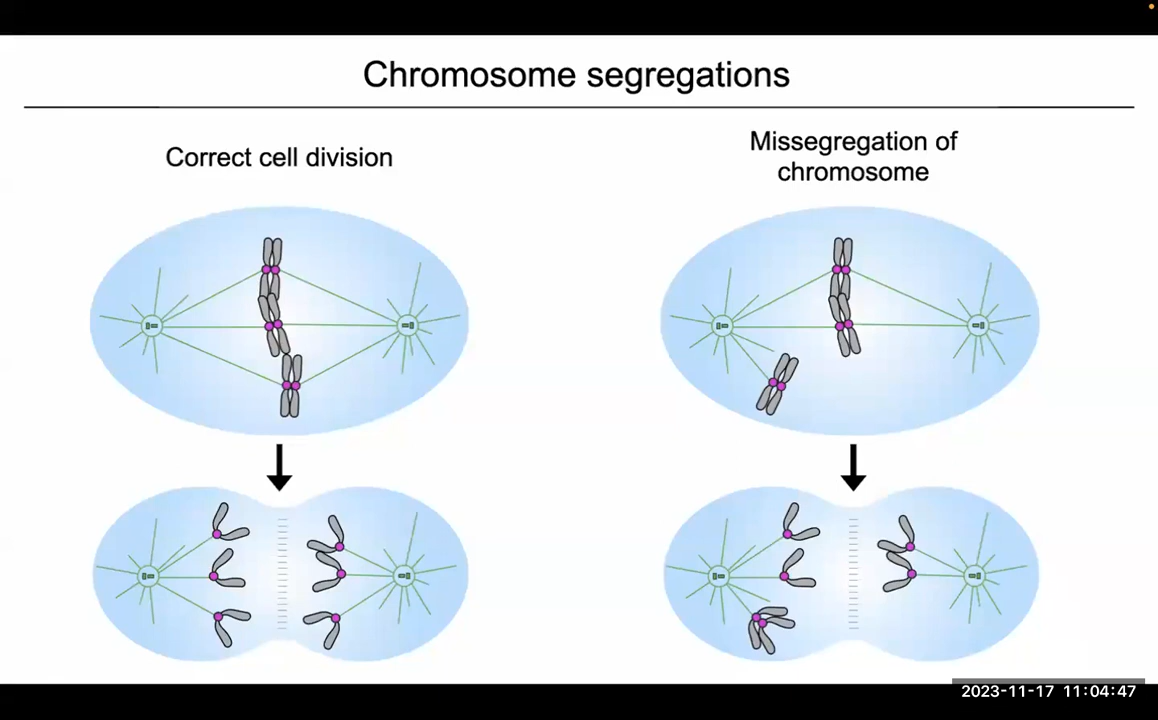 Chromosome segregations
Correct cell division
Missegregation of
chromosome
2023-11-17 11:04:47